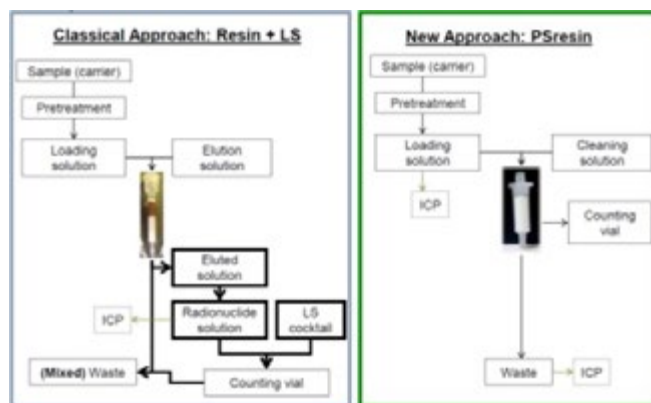 Classical Approach: Resin + LS
Sample (carrier)
Pretreatment
Loading
solution
Elution
solution
Eluted
solution
ICP
Radionuclide
solution
LS
cocktail
(Mixed) Waste
Counting vial
New Approach: PSresin
Sample (carrier)
Pretreatment
Loading
solution
Cleaning
solution
ICP
Counting
vial
Waste
ICP